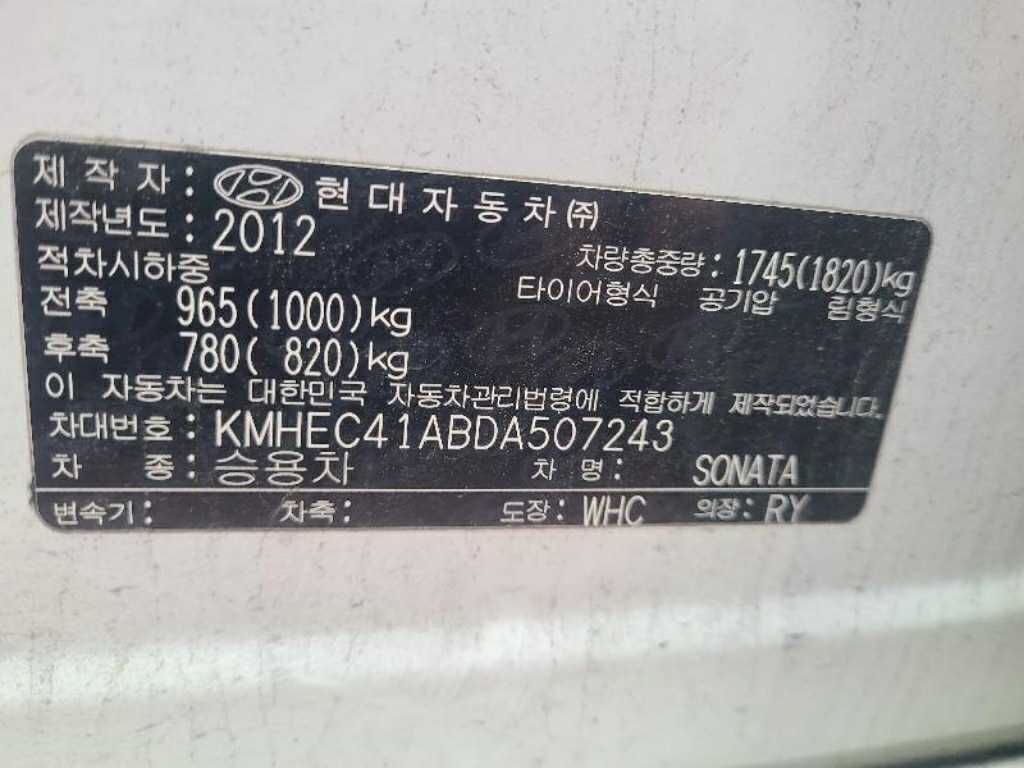 제 작 자 : 현 대 자 동 차 ㈜
제작년도 : 2012
적차시하중 차량총중량 : 1745(1820)kg
전축 965(1000)kg 타이어형식 공기압 림형식
후축 780( 820)kg
이 자동차는 대한민국 자동차관리법령에 적합하게 제작되었습니다.
차대번호 : KMHEC41ABDA507243
차 종 : 승용차 차 명 : SONATA
변속기 : 차축 : 도장 : WHC 의장 : RY